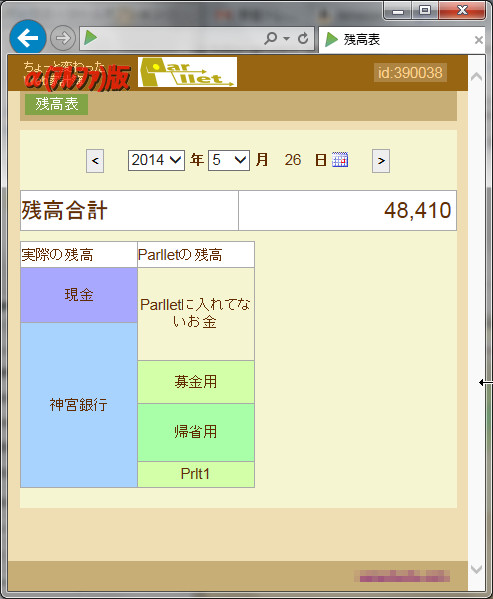 残高表
ちょっと変わった
α(アルファ)版
Parllet
id:390038
残高表
< 2014 年 5 月 26 日 >
残高合計 48,410
実際の残高 Parlletの残高
現金
Parlletに入れてな
いお金
募金用
神宮銀行
帰省用
Prlt1